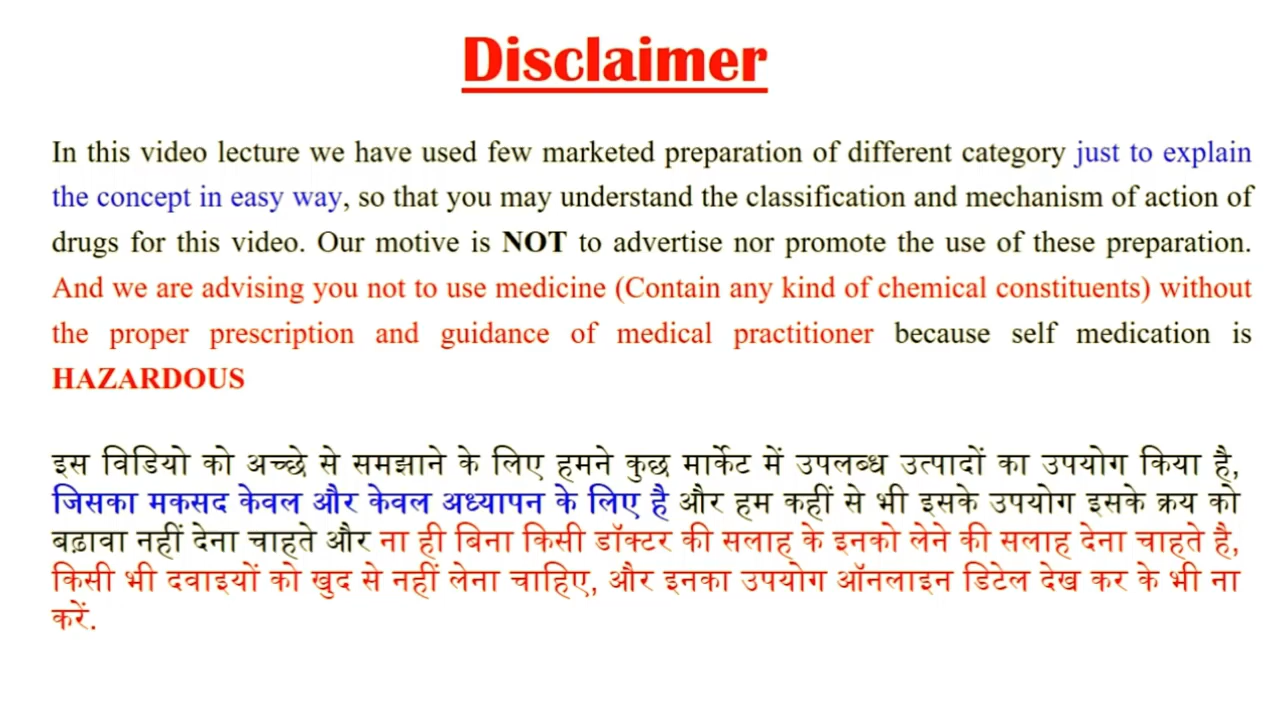 Disclaimer
In this video lecture we have used few marketed preparation of different category just to explain
the concept in easy way, so that you may understand the classification and mechanism of action of
drugs for this video. Our motive is NOT to advertise nor promote the use of these preparation.
And we are advising you not to use medicine (Contain any kind of chemical constituents) without
the proper prescription and guidance of medical practitioner because self medication is
HAZARDOUS
इस विडियो को अच्छे से समझाने के लिए हमने कुछ मार्केट में उपलब्ध उत्पादों का उपयोग किया है,
जिसका मकसद केवल और केवल अध्यापन के लिए है और हम कहीं से भी इसके उपयोग इसके क्रय को
बढ़ावा नहीं देना चाहते और ना ही बिना किसी डॉक्टर की सलाह के इनको लेने की सलाह देना चाहते है,
किसी भी दवाइयों को खुद से नहीं लेना चाहिए, और इनका उपयोग ऑनलाइन डिटेल देख कर के भी ना
करें.